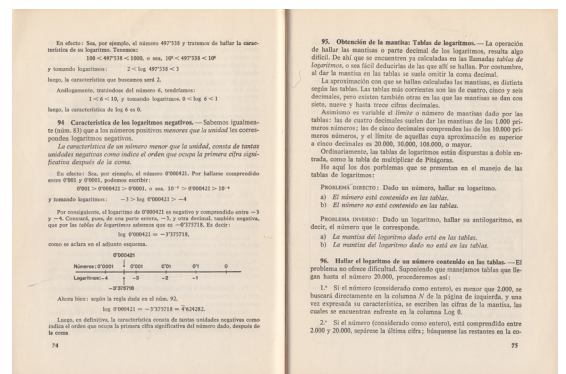 En efecto: Sea, por ejemplo, el número 497'538 y tratemos de hallar la carac-
terística de su logaritmo. Tenemos:
100 < 497'538 < 1000, o sea, 10² < 497'538 < 10³
y tomando logaritmos: 2 < log 497'538 < 3
luego, la característica que buscamos será 2.
Análogamente, tratándose del número 6, tendríamos:
1 < 6 < 10, y tomando logaritmos, 0 < log 6 < 1
luego, la característica de log 6 es 0.
94 Característica de los logaritmos negativos. — Sabemos igualmen-
te (núm. 83) que a los números positivos menores que la unidad les corres-
ponden logaritmos negativos.
La característica de un número menor que la unidad, consta de tantas
unidades negativas como indica el orden que ocupa la primera cifra signi-
ficativa después de la coma.
En efecto: Sea, por ejemplo, el número 0'000421. Por hallarse comprendido
entre 0'001 y 0'0001, podemos escribir:
0'001 > 0'000421 > 0'0001, o sea 10⁻³ > 0'000421 > 10⁻⁴
y tomando logaritmos: —3 > log 0'000421 > —4
Por consiguiente, el logaritmo de 0'000421 es negativo y comprendido entre —3
y —4. Constará, pues, de una parte entera, —3, y otra decimal, también negativa,
que por las tablas de logaritmos sabemos que es —0'375718. Es decir:
log 0'000421 = —3'375718,
como se aclara en el adjunto esquema.
0'000421
Números: 0'0001 0'001 0'01 0'1 0
Logaritmos: -4 -3 -2 -1
-3'375718
Ahora bien: según la regla dada en el núm. 92,
log 0'000421 = —3'375718 = 4̅'624282.
Luego, en definitiva, la característica consta de tantas unidades negativas como
indica el orden que ocupa la primera cifra significativa del número dado, después de
la coma
74
95. Obtención de la mantisa: Tablas de logaritmos. — La operación
de hallar las mantisas o parte decimal de los logaritmos, resulta algo
difícil. De ahí que se encuentren ya calculadas en las llamadas tablas de
logaritmos, o sea fácil deducirlas de las que allí se hallan. Por costumbre,
al dar la mantisa en las tablas se suele omitir la coma decimal.
La aproximación con que se hallan calculadas las mantisas, es distinta
según las tablas. Las tablas más corrientes son las de cuatro, cinco y seis
decimales, pero existen también otras en las que las mantisas se dan con
siete, nueve y hasta trece cifras decimales.
Asimismo es variable el límite o número de mantisas dado por las
tablas: las de cuatro decimales suelen dar las mantisas de los 1.000 pri-
meros números; las de cinco decimales comprenden las de los 10.000 pri-
meros números, y el límite de aquellas cuya aproximación es superior
a cinco decimales es 20.000, 30.000, 108.000, o mayor.
Ordinariamente, las tablas de logaritmos están dispuestas a doble en-
trada, como la tabla de multiplicar de Pitágoras.
He aquí los dos problemas que se presentan en el manejo de las
tablas de logaritmos:
PROBLEMA DIRECTO: Dado un número, hallar su logaritmo.
a) El número está contenido en las tablas.
b) El número no está contenido en las tablas.
PROBLEMA INVERSO: Dado un logaritmo, hallar su antilogaritmo, es
decir, el número que le corresponde.
a) La mantisa del logaritmo dado está en las tablas.
b) La mantisa del logaritmo dado no está en las tablas.
96. Hallar el logaritmo de un número contenido en las tablas. — El
problema no ofrece dificultad. Suponiendo que manejamos tablas que lle-
gan hasta el número 20.000, procederemos así:
1.º Si el número (considerado como entero), es menor que 2.000, se
buscará directamente en la columna N de la página de izquierda, y una
vez expresada su característica, se escriben las cifras de la mantisa, las
cuales se encuentran enfrente en la columna Log 0.
2.º Si el número (considerado como entero), está comprendido entre
2.000 y 20.000, sepárese la última cifra; búsquense las restantes en la co-
75